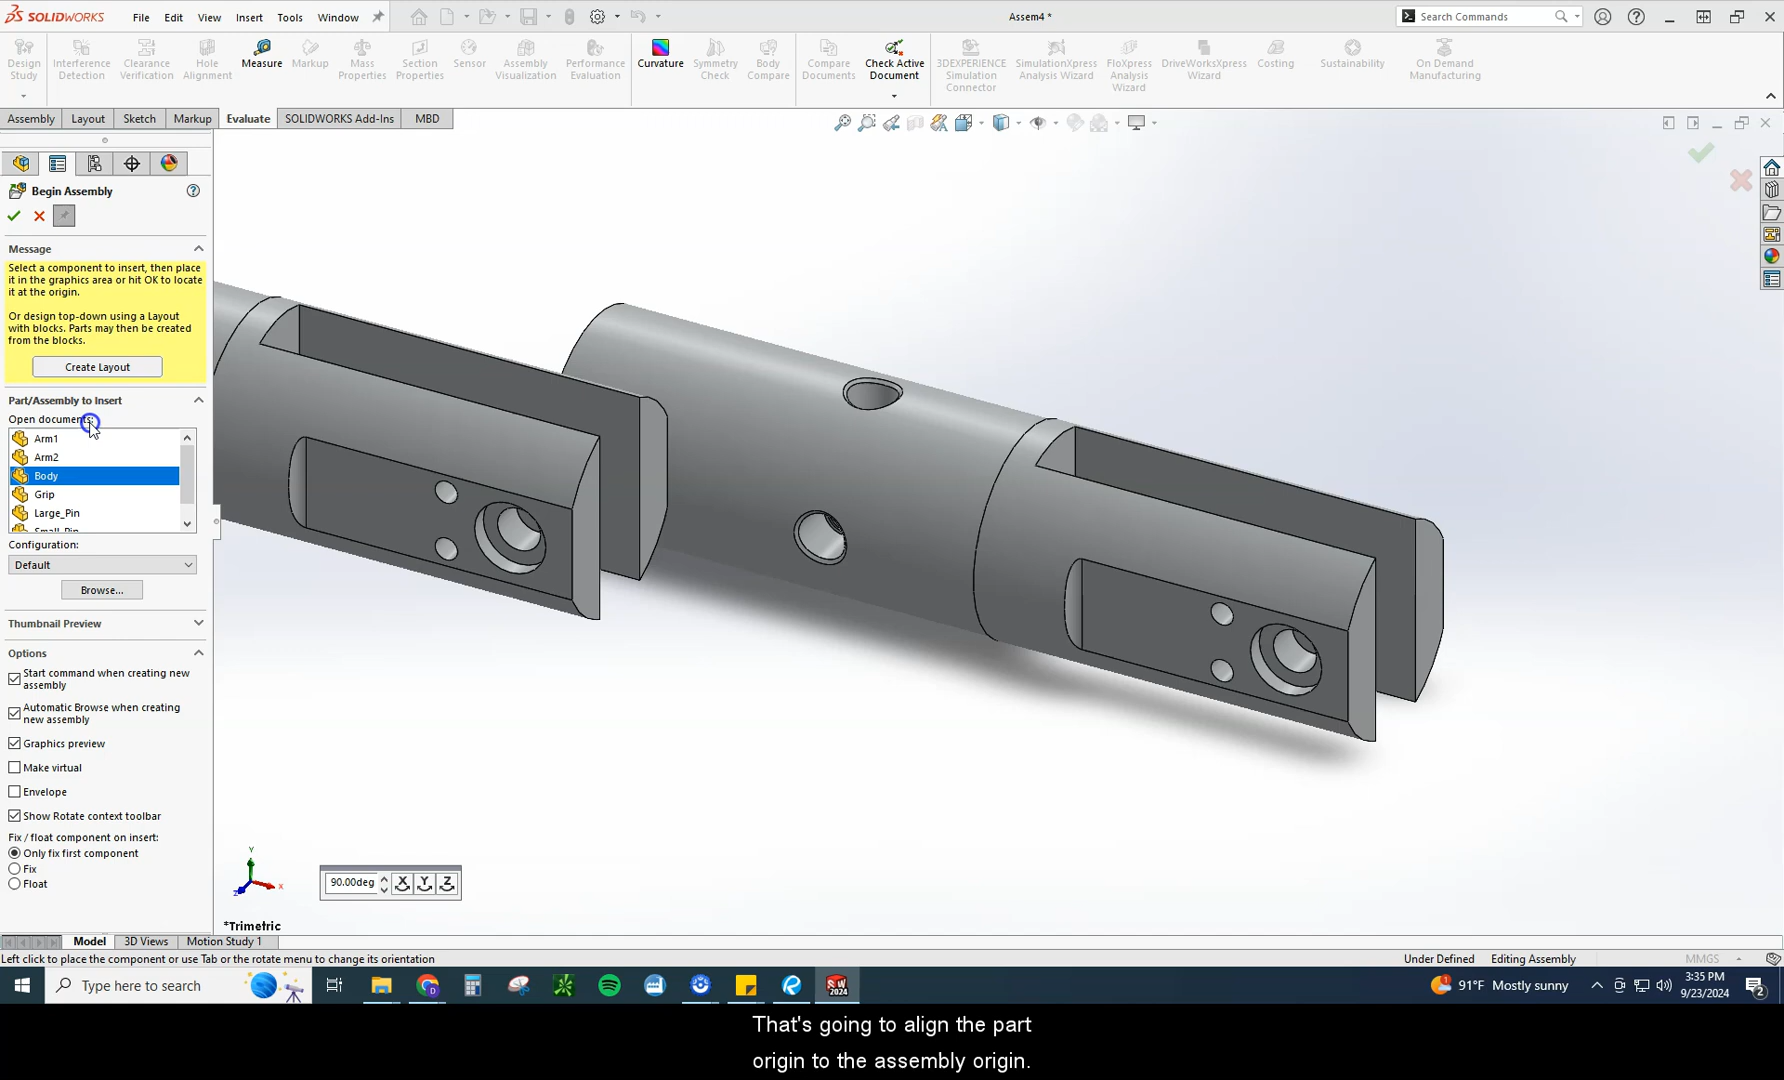 SOLIDWORKS File Edit View Insert Tools Window Assem4 * Search Commands
Design Study
Interference Detection
Clearance Verification
Hole Alignment
Measure
Markup
Mass Properties
Section Properties
Sensor
Assembly Visualization
Performance Evaluation
Curvature
Symmetry Check
Body Compare
Compare Documents
Check Active Document
3DEXPERIENCE Simulation Connector
SimulationXpress Analysis Wizard
FloXpress Analysis Wizard
DriveWorksXpress Wizard
Costing
Sustainability
On Demand Manufacturing
Assembly Layout Sketch Markup Evaluate SOLIDWORKS Add-Ins MBD
Begin Assembly
Message
Select a component to insert, then place
it in the graphics area or hit OK to locate
it at the origin.
Or design top-down using a Layout
with blocks. Parts may then be created
from the blocks.
Create Layout
Part/Assembly to Insert
Open documents:
Arm1
Arm2
Body
Grip
Large_Pin
Small_Pin
Configuration:
Default
Browse...
Thumbnail Preview
Options
Start command when creating new
assembly
Automatic Browse when creating
new assembly
Graphics preview
Make virtual
Envelope
Show Rotate context toolbar
Fix / float component on insert:
Only fix first component
Fix
Float
Y
X
Z
90.00deg X Y Z
*Trimetric
Model 3D Views Motion Study 1
Left click to place the component or use Tab or the rotate menu to change its orientation Under Defined Editing Assembly MMGS
Type here to search
SW
2024
91°F Mostly sunny
3:35 PM
9/23/2024
2
That's going to align the part
origin to the assembly origin.